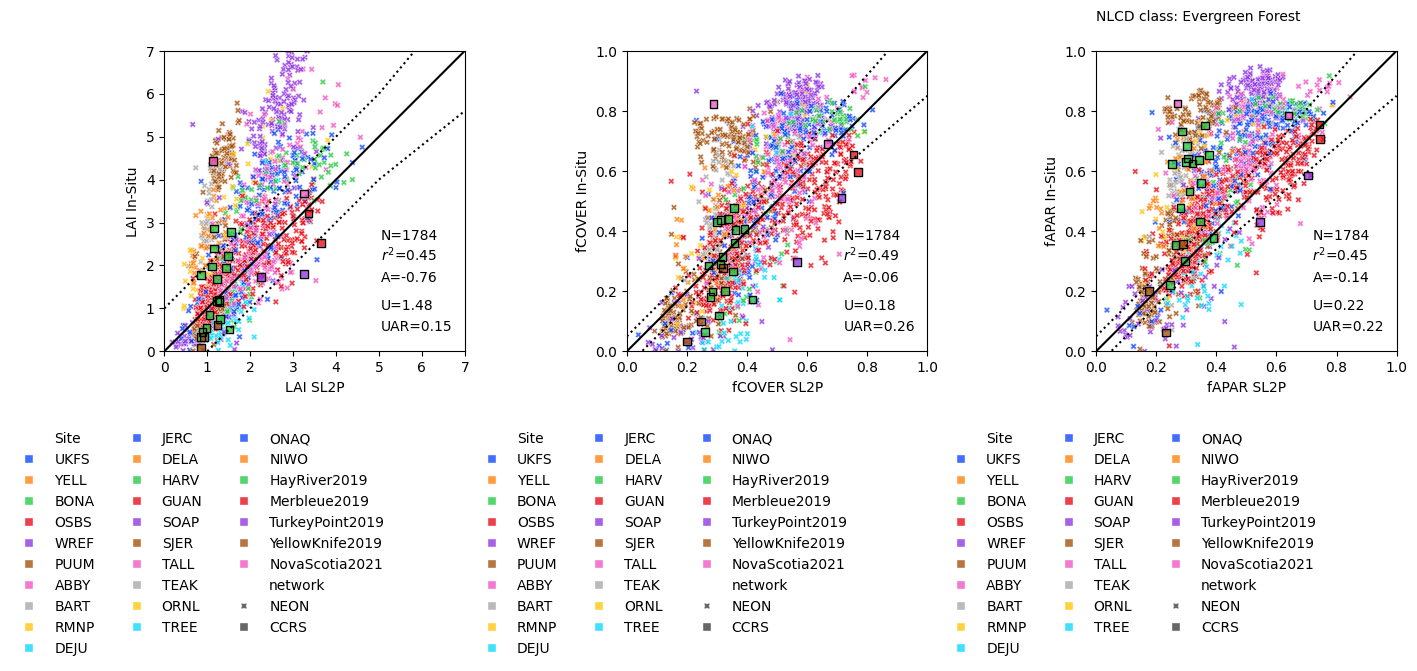 NLCD class: Evergreen Forest
7
6
5
4
3
2
1
0
LAI In-Situ
N=1784
r²=0.45
A=-0.76
U=1.48
UAR=0.15
0 1 2 3 4 5 6 7
LAI SL2P
1.0
0.8
0.6
0.4
0.2
0.0
fCOVER In-Situ
N=1784
r²=0.49
A=-0.06
U=0.18
UAR=0.26
0.0 0.2 0.4 0.6 0.8 1.0
fCOVER SL2P
1.0
0.8
0.6
0.4
0.2
0.0
fAPAR In-Situ
N=1784
r²=0.45
A=-0.14
U=0.22
UAR=0.22
0.0 0.2 0.4 0.6 0.8 1.0
fAPAR SL2P
Site
UKFS
YELL
BONA
OSBS
WREF
PUUM
ABBY
BART
RMNP
DEJU
JERC
DELA
HARV
GUAN
SOAP
SJER
TALL
TEAK
ORNL
TREE
ONAQ
NIWO
HayRiver2019
Merbleue2019
TurkeyPoint2019
YellowKnife2019
NovaScotia2021
network
NEON
CCRS
Site
UKFS
YELL
BONA
OSBS
WREF
PUUM
ABBY
BART
RMNP
DEJU
JERC
DELA
HARV
GUAN
SOAP
SJER
TALL
TEAK
ORNL
TREE
ONAQ
NIWO
HayRiver2019
Merbleue2019
TurkeyPoint2019
YellowKnife2019
NovaScotia2021
network
NEON
CCRS
Site
UKFS
YELL
BONA
OSBS
WREF
PUUM
ABBY
BART
RMNP
DEJU
JERC
DELA
HARV
GUAN
SOAP
SJER
TALL
TEAK
ORNL
TREE
ONAQ
NIWO
HayRiver2019
Merbleue2019
TurkeyPoint2019
YellowKnife2019
NovaScotia2021
network
NEON
CCRS